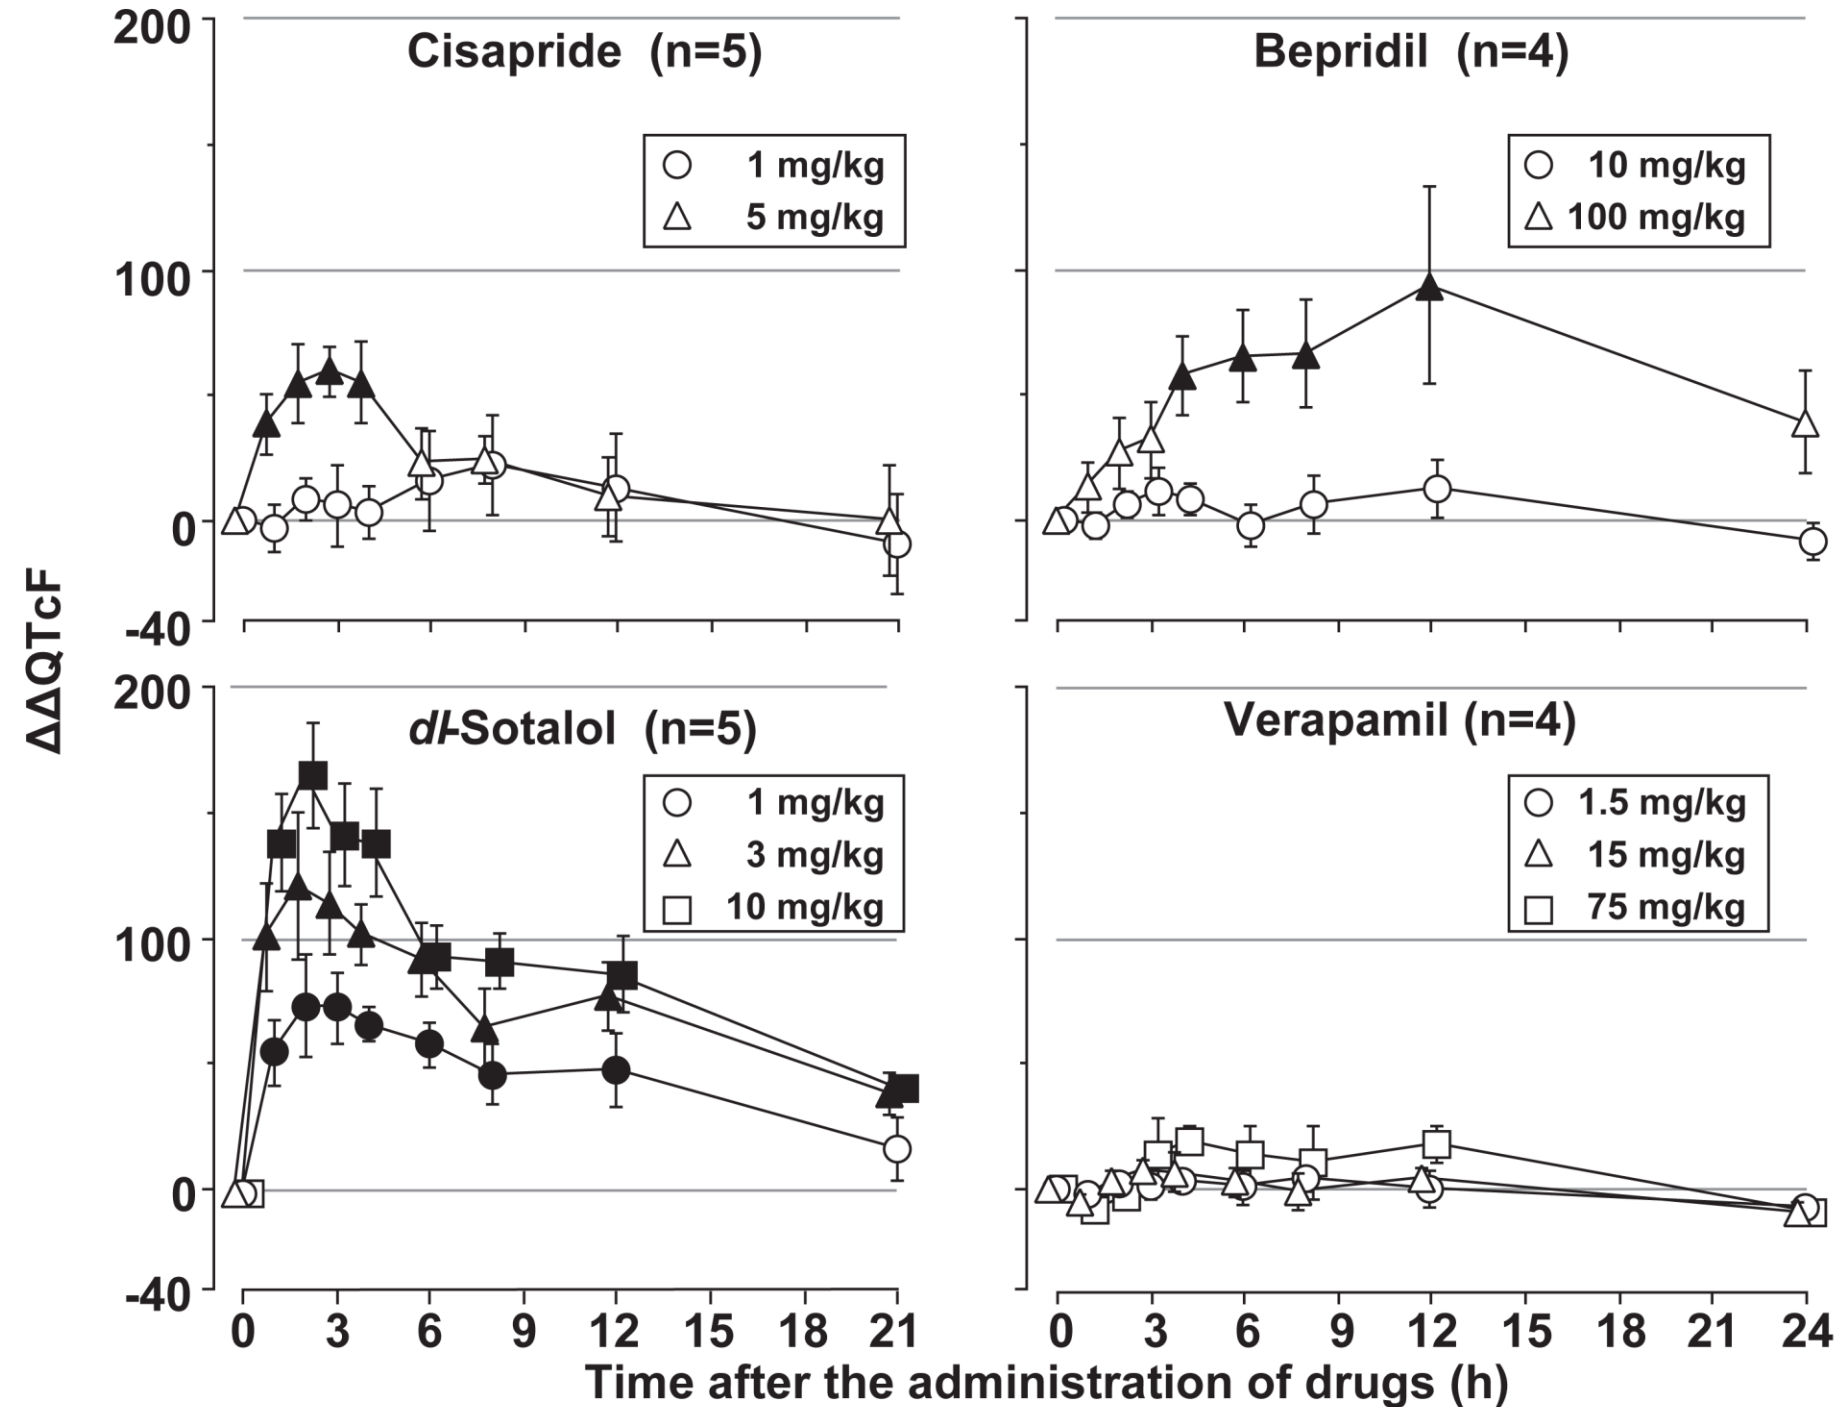 ΔΔQTcF
Cisapride (n=5)
1 mg/kg
5 mg/kg
200
100
0
-40
Bepridil (n=4)
10 mg/kg
100 mg/kg
dl-Sotalol (n=5)
1 mg/kg
3 mg/kg
10 mg/kg
200
100
0
-40
0 3 6 9 12 15 18 21
Verapamil (n=4)
1.5 mg/kg
15 mg/kg
75 mg/kg
0 3 6 9 12 15 18 21 24
Time after the administration of drugs (h)